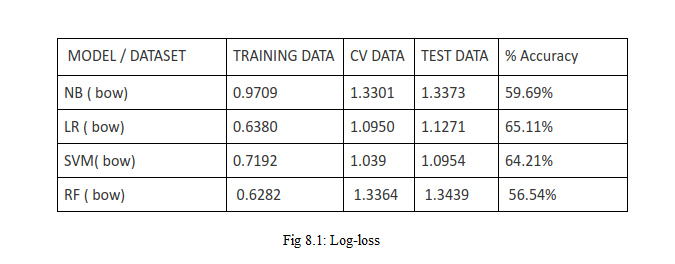 MODEL / DATASET TRAINING DATA CV DATA TEST DATA % Accuracy
NB ( bow) 0.9709 1.3301 1.3373 59.69%
LR ( bow) 0.6380 1.0950 1.1271 65.11%
SVM( bow) 0.7192 1.039 1.0954 64.21%
RF ( bow) 0.6282 1.3364 1.3439 56.54%
Fig 8.1: Log-loss